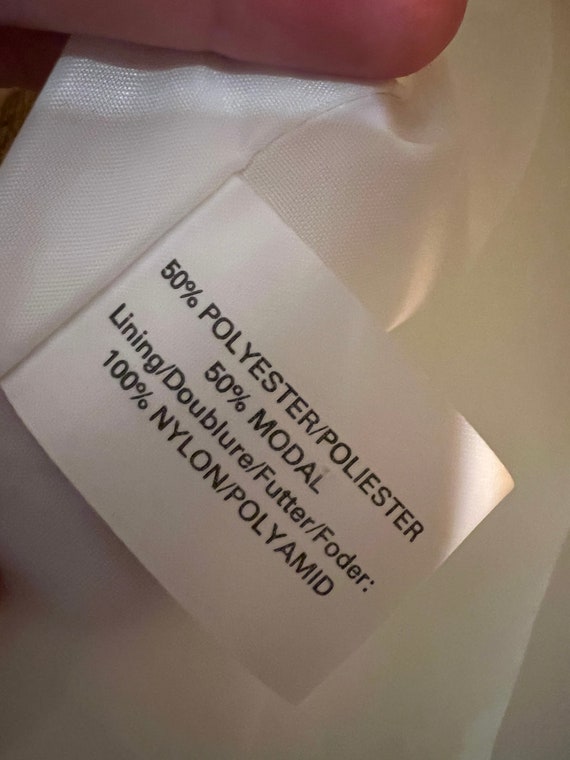 50% POLYESTER/POLIESTER
50% MODAL
Lining/Doublure/Futter/Foder:
100% NYLON/POLYAMID